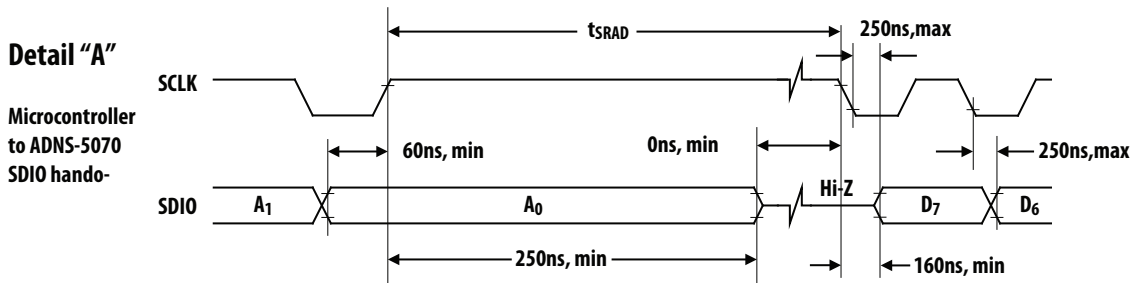 Detail “A”
Microcontroller
to ADNS-5070
SDIO hando-
tSRAD
250ns,max
SCLK
60ns, min
0ns, min
250ns,max
Hi-Z
SDIO
A1
A0
D7
D6
250ns, min
160ns, min